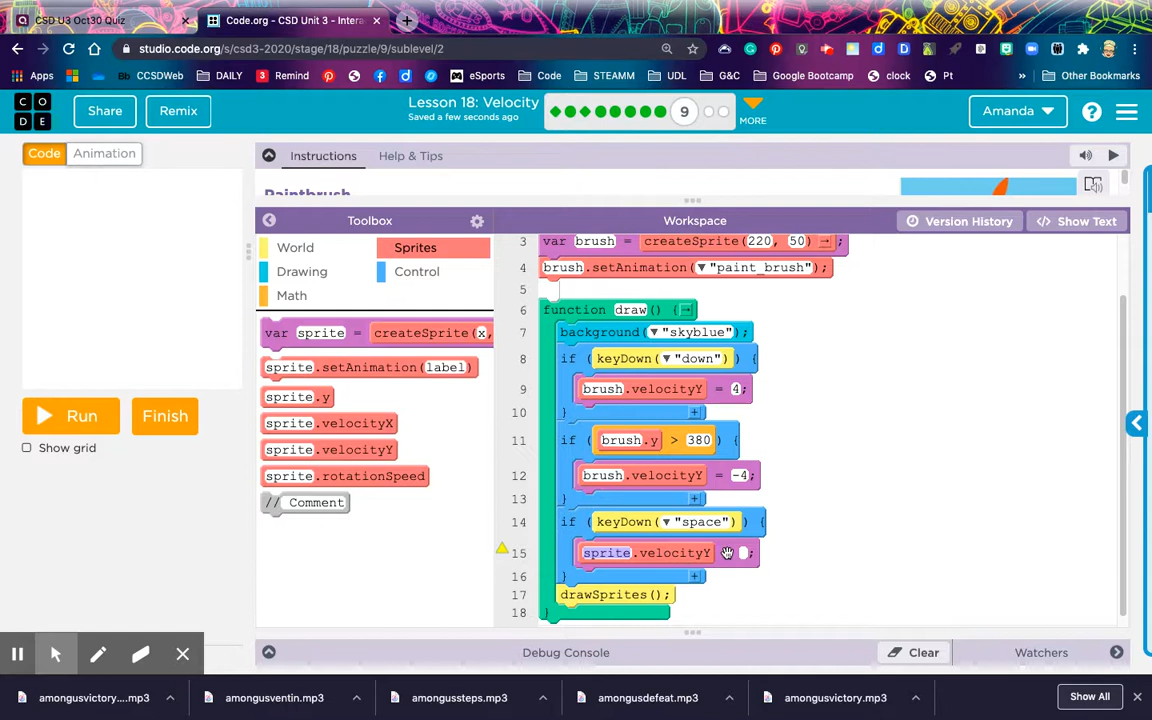 CSD U3 Oct30 Quiz
Code.org - CSD Unit 3 - Intera
studio.code.org/s/csd3-2020/stage/18/puzzle/9/sublevel/2
Apps
CCSDWeb
DAILY
Remind
eSports
Code
STEAMM
UDL
G&C
Google Bootcamp
clock
Pt
Other Bookmarks
C O
D E
Share
Remix
Lesson 18: Velocity
Saved a few seconds ago
9
MORE
Amanda
Code
Animation
Instructions
Help & Tips
Paintbrush
Toolbox
Workspace
Version History
</> Show Text
World
Sprites
Drawing
Control
Math
var sprite = createSprite(x,
sprite.setAnimation(label)
sprite.y
sprite.velocityX
sprite.velocityY
sprite.rotationSpeed
// Comment
3 var brush = createSprite(220, 50);
4 brush.setAnimation("paint_brush");
5
6 function draw() {
7 background("skyblue");
8 if (keyDown("down")) {
9 brush.velocityY = 4;
10 }
11 if (brush.y > 380) {
12 brush.velocityY = -4;
13 }
14 if (keyDown("space")) {
15 sprite.velocityY ;
16 }
17 drawSprites();
18 }
Run
Finish
Show grid
Debug Console
Clear
Watchers
amongusvictory....mp3
amongusventin.mp3
amongussteps.mp3
amongusdefeat.mp3
amongusvictory.mp3
Show All